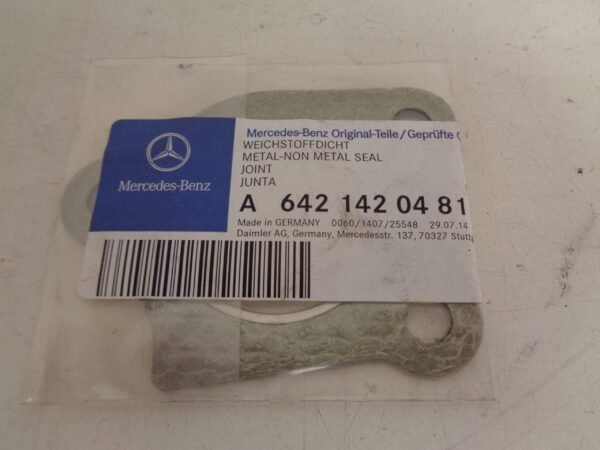 Mercedes-Benz
Mercedes-Benz Original-Teile/Geprüfte (
WEICHSTOFFDICHT
METAL-NON METAL SEAL
JOINT
JUNTA
A 642 142 04 81
Made in GERMANY 0060/1407/25548 29.07.14
Daimler AG, Germany, Mercedesstr. 137, 70327 Stuttg